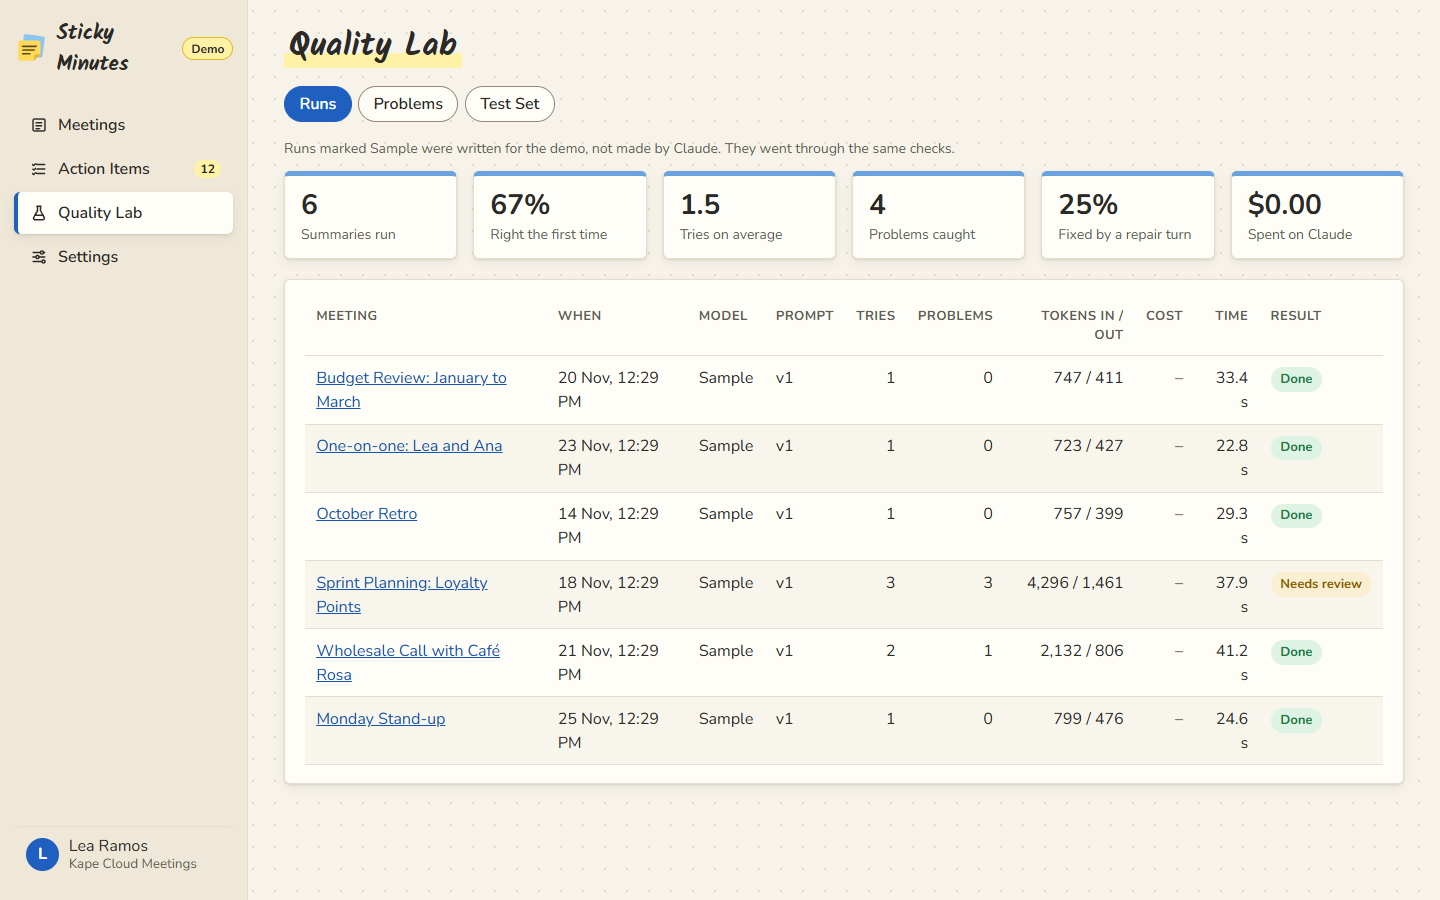 Sticky
Minutes
Demo
Meetings
Action Items 12
Quality Lab
Settings
Lea Ramos
Kape Cloud Meetings
L
Quality Lab
Runs Problems Test Set
Runs marked Sample were written for the demo, not made by Claude. They went through the same checks.
6
Summaries run
67%
Right the first time
1.5
Tries on average
4
Problems caught
25%
Fixed by a repair turn
$0.00
Spent on Claude
MEETING WHEN MODEL PROMPT TRIES PROBLEMS TOKENS IN / COST TIME RESULT
OUT
Budget Review: January to 20 Nov, 12:29 Sample v1 1 0 747 / 411 – 33.4 Done
March PM s
One-on-one: Lea and Ana 23 Nov, 12:29 Sample v1 1 0 723 / 427 – 22.8 Done
PM s
October Retro 14 Nov, 12:29 Sample v1 1 0 757 / 399 – 29.3 Done
PM s
Sprint Planning: Loyalty 18 Nov, 12:29 Sample v1 3 3 4,296 / 1,461 – 37.9 Needs review
Points PM s
Wholesale Call with Café 21 Nov, 12:29 Sample v1 2 1 2,132 / 806 – 41.2 Done
Rosa PM s
Monday Stand-up 25 Nov, 12:29 Sample v1 1 0 799 / 476 – 24.6 Done
PM s